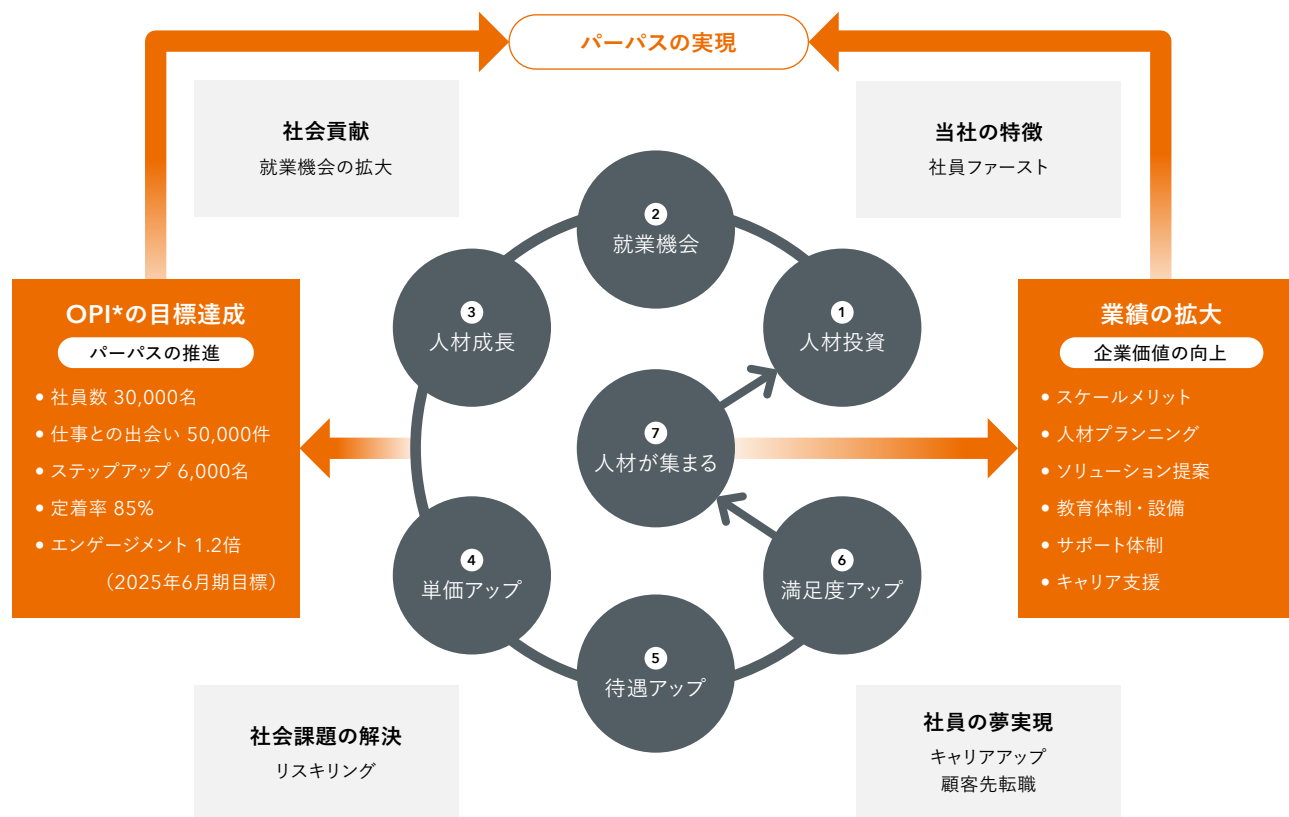 パーパスの実現
社会貢献
就業機会の拡大
当社の特徴
社員ファースト
2
就業機会
3
人材成長
1
人材投資
OPI*の目標達成
パーパスの推進
• 社員数 30,000名
• 仕事との出会い 50,000件
• ステップアップ 6,000名
• 定着率 85%
• エンゲージメント 1.2倍
（2025年6月期目標）
7
人材が集まる
業績の拡大
企業価値の向上
• スケールメリット
• 人材プランニング
• ソリューション提案
• 教育体制・設備
• サポート体制
• キャリア支援
4
単価アップ
6
満足度アップ
5
待遇アップ
社会課題の解決
リスキリング
社員の夢実現
キャリアアップ
顧客先転職